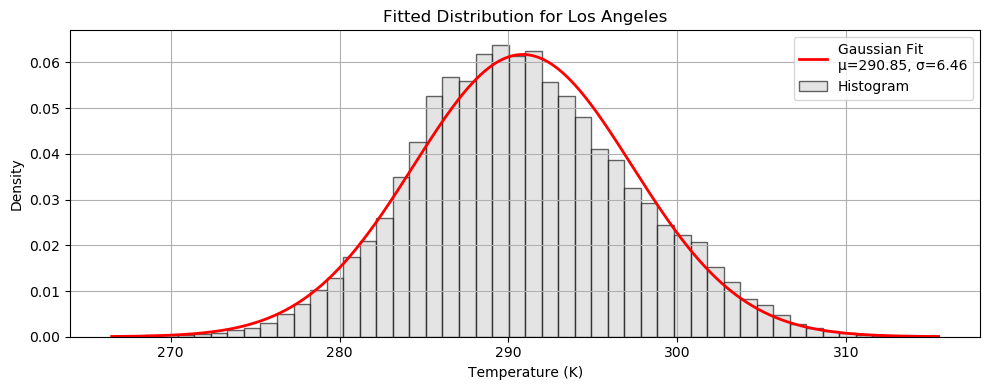 Fitted Distribution for Los Angeles
Gaussian Fit
μ=290.85, σ=6.46
Histogram
Density
0.06
0.05
0.04
0.03
0.02
0.01
0.00
270 280 290 300 310
Temperature (K)